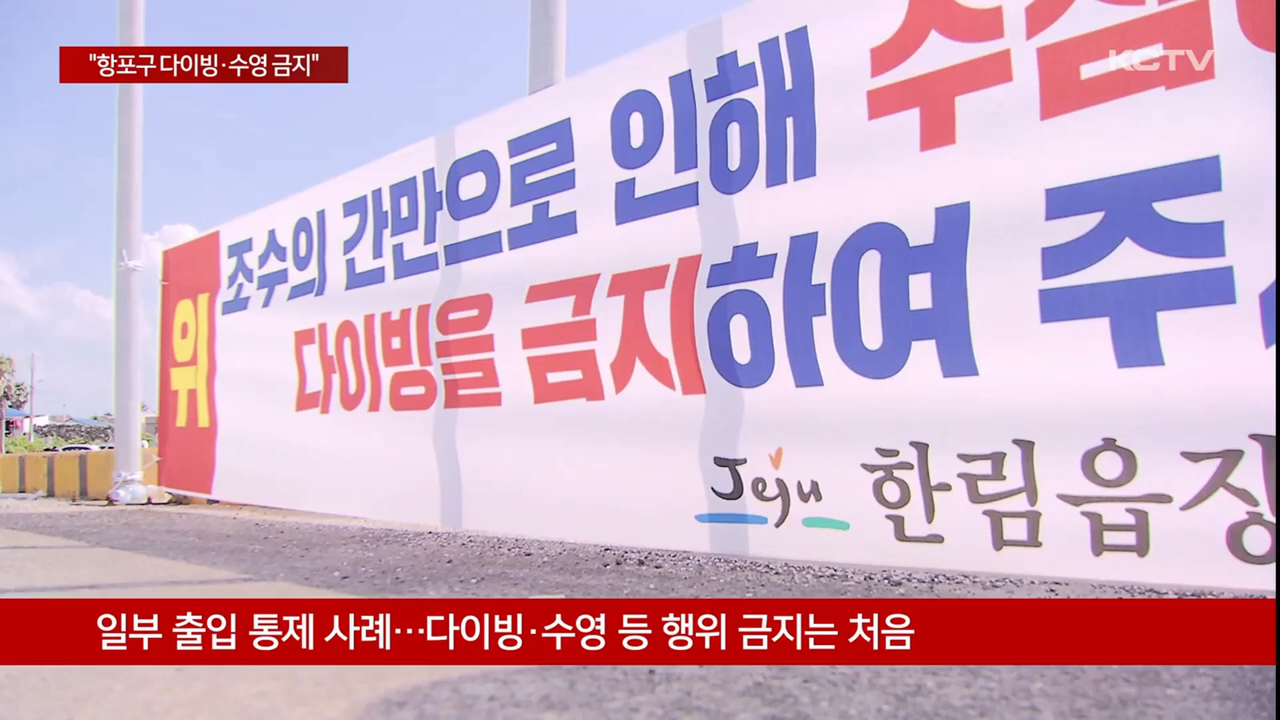 "항포구 다이빙·수영 금지"
KCTV
조수의 간만으로 인해
위
다이빙을 금지하여
Jeju 한림읍장
일부 출입 통제 사례…다이빙·수영 등 행위 금지는 처음